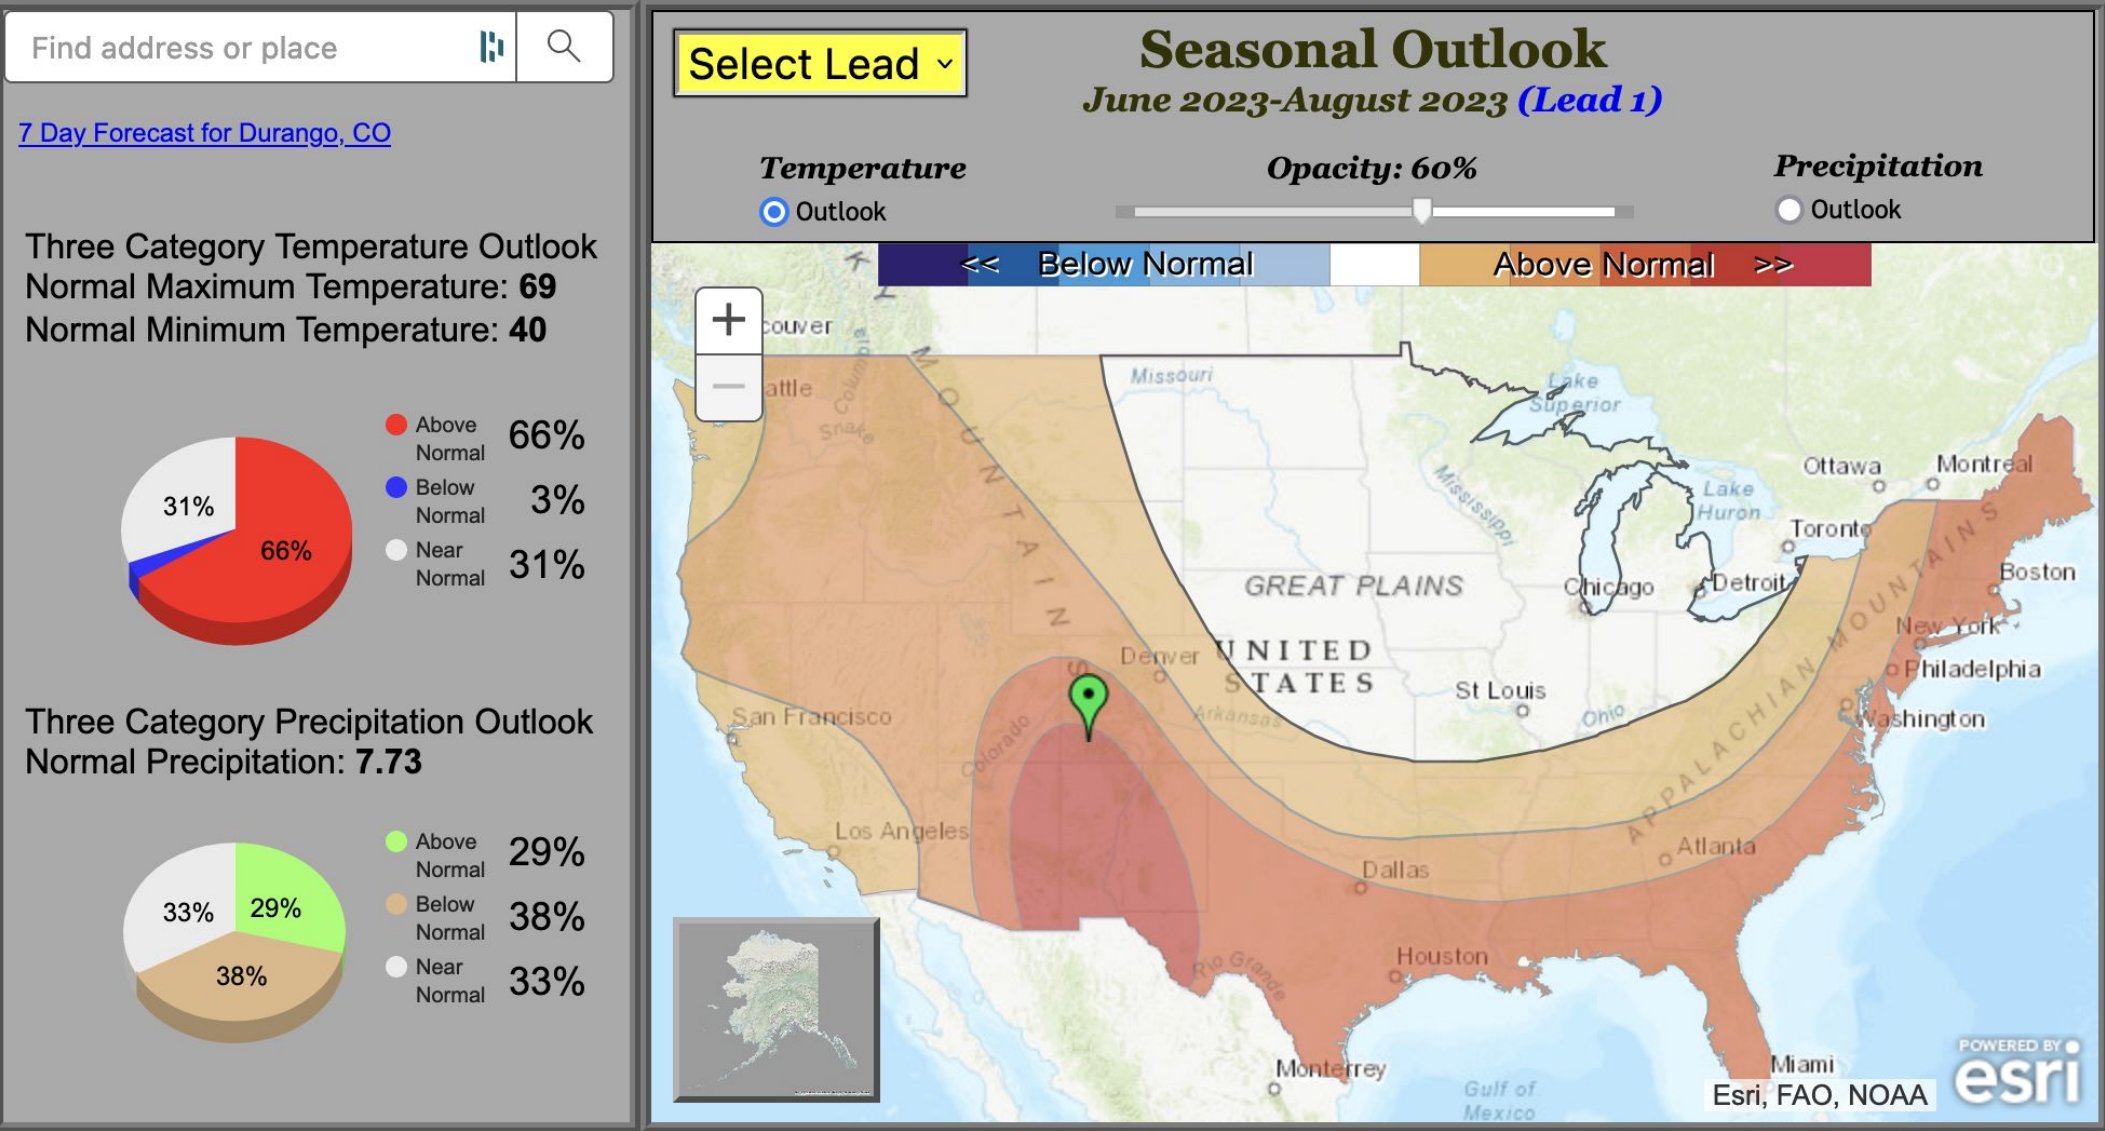 Find address or place
7 Day Forecast for Durango, CO
Three Category Temperature Outlook
Normal Maximum Temperature: 69
Normal Minimum Temperature: 40
Above
Normal
66%
Below
Normal
3%
Near
Normal
31%
31%
66%
Three Category Precipitation Outlook
Normal Precipitation: 7.73
Above
Normal
29%
Below
Normal
38%
Near
Normal
33%
33%
29%
38%
Select Lead
Seasonal Outlook
June 2023-August 2023 (Lead 1)
Temperature
Outlook
Opacity: 60%
Precipitation
Outlook
<< Below Normal
Above Normal >>
+
−
couver
attle
Columbia
Snake
MOUNTAINS
Missouri
Lake
Superior
Mississippi
Lake
Huron
Ottawa
Montreal
Toronto
Boston
GREAT PLAINS
Chicago
Detroit
New York
Philadelphia
Washington
APPALACHIAN MOUNTAINS
Denver
UNITED
STATES
St Louis
Ohio
Arkansas
San Francisco
Colorado
Los Angeles
Dallas
Atlanta
Houston
Rio Grande
Monterrey
Miami
Gulf of
Mexico
Esri, FAO, NOAA
POWERED BY
esri